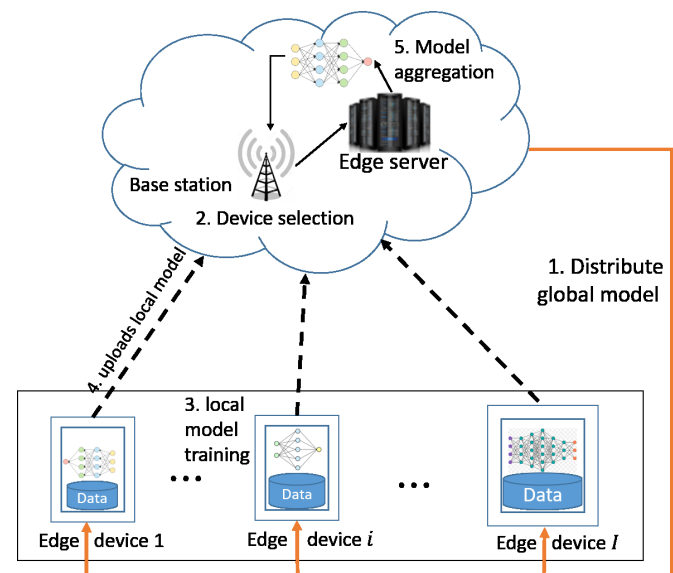 5. Model
aggregation
Edge server
Base station
2. Device selection
1. Distribute
global model
4. uploads local model
3. local
model
training
Data
Data
Data
...
...
Edge device 1
Edge device i
Edge device I